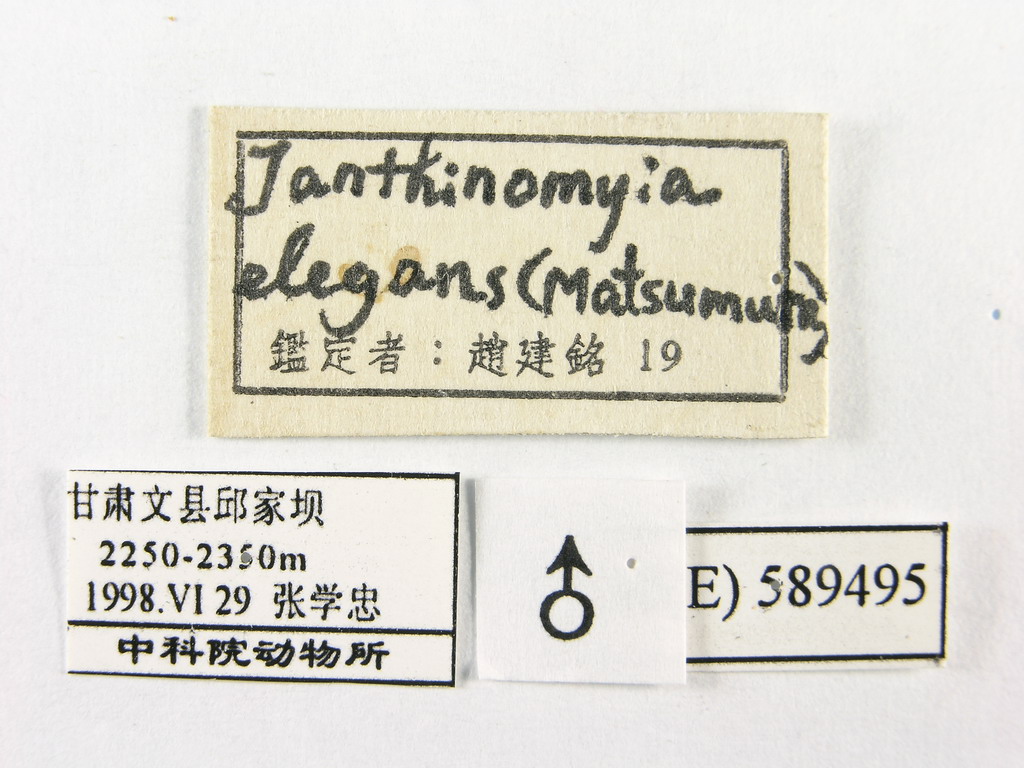 Janthinomyia
elegans (Matsumura)
鑑定者：趙建銘 19
甘肃文县邱家坝
2250-2350m
1998.VI 29 张学忠
中科院动物所
♂
E) 589495